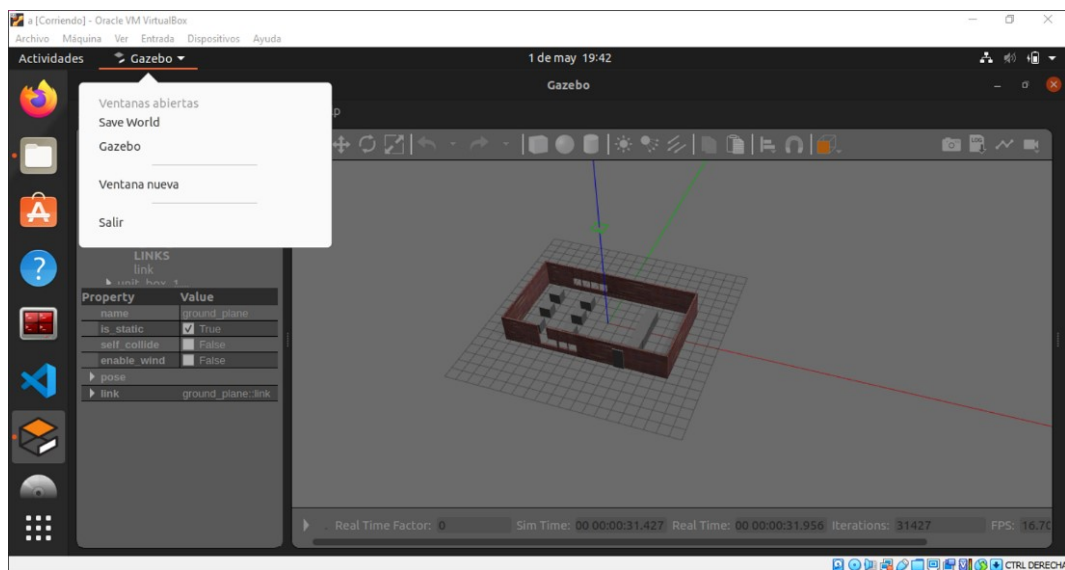 a [Corriendo] - Oracle VM VirtualBox
Archivo Máquina Ver Entrada Dispositivos Ayuda
Actividades Gazebo 1 de may 19:42
Gazebo
Ventanas abiertas
Save World
Gazebo
Ventana nueva
Salir
LINKS
link
unit_box_1
Property Value
name ground_plane
is_static True
self_collide False
enable_wind False
pose
link ground_plane::link
Real Time Factor: 0 Sim Time: 00 00:00:31.427 Real Time: 00 00:00:31.956 Iterations: 31427 FPS: 16.70
CTRL DERECHA